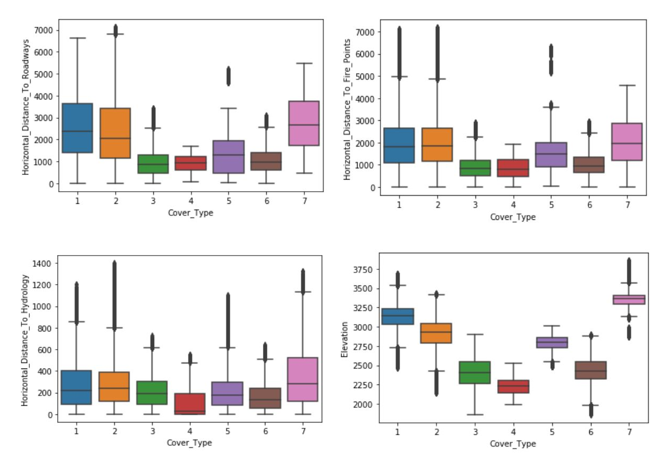 Horizontal_Distance_To_Roadways
7000
6000
5000
4000
3000
2000
1000
0
1 2 3 4 5 6 7
Cover_Type
Horizontal_Distance_To_Fire_Points
7000
6000
5000
4000
3000
2000
1000
0
1 2 3 4 5 6 7
Cover_Type
Horizontal_Distance_To_Hydrology
1400
1200
1000
800
600
400
200
0
1 2 3 4 5 6 7
Cover_Type
Elevation
3750
3500
3250
3000
2750
2500
2250
2000
1 2 3 4 5 6 7
Cover_Type